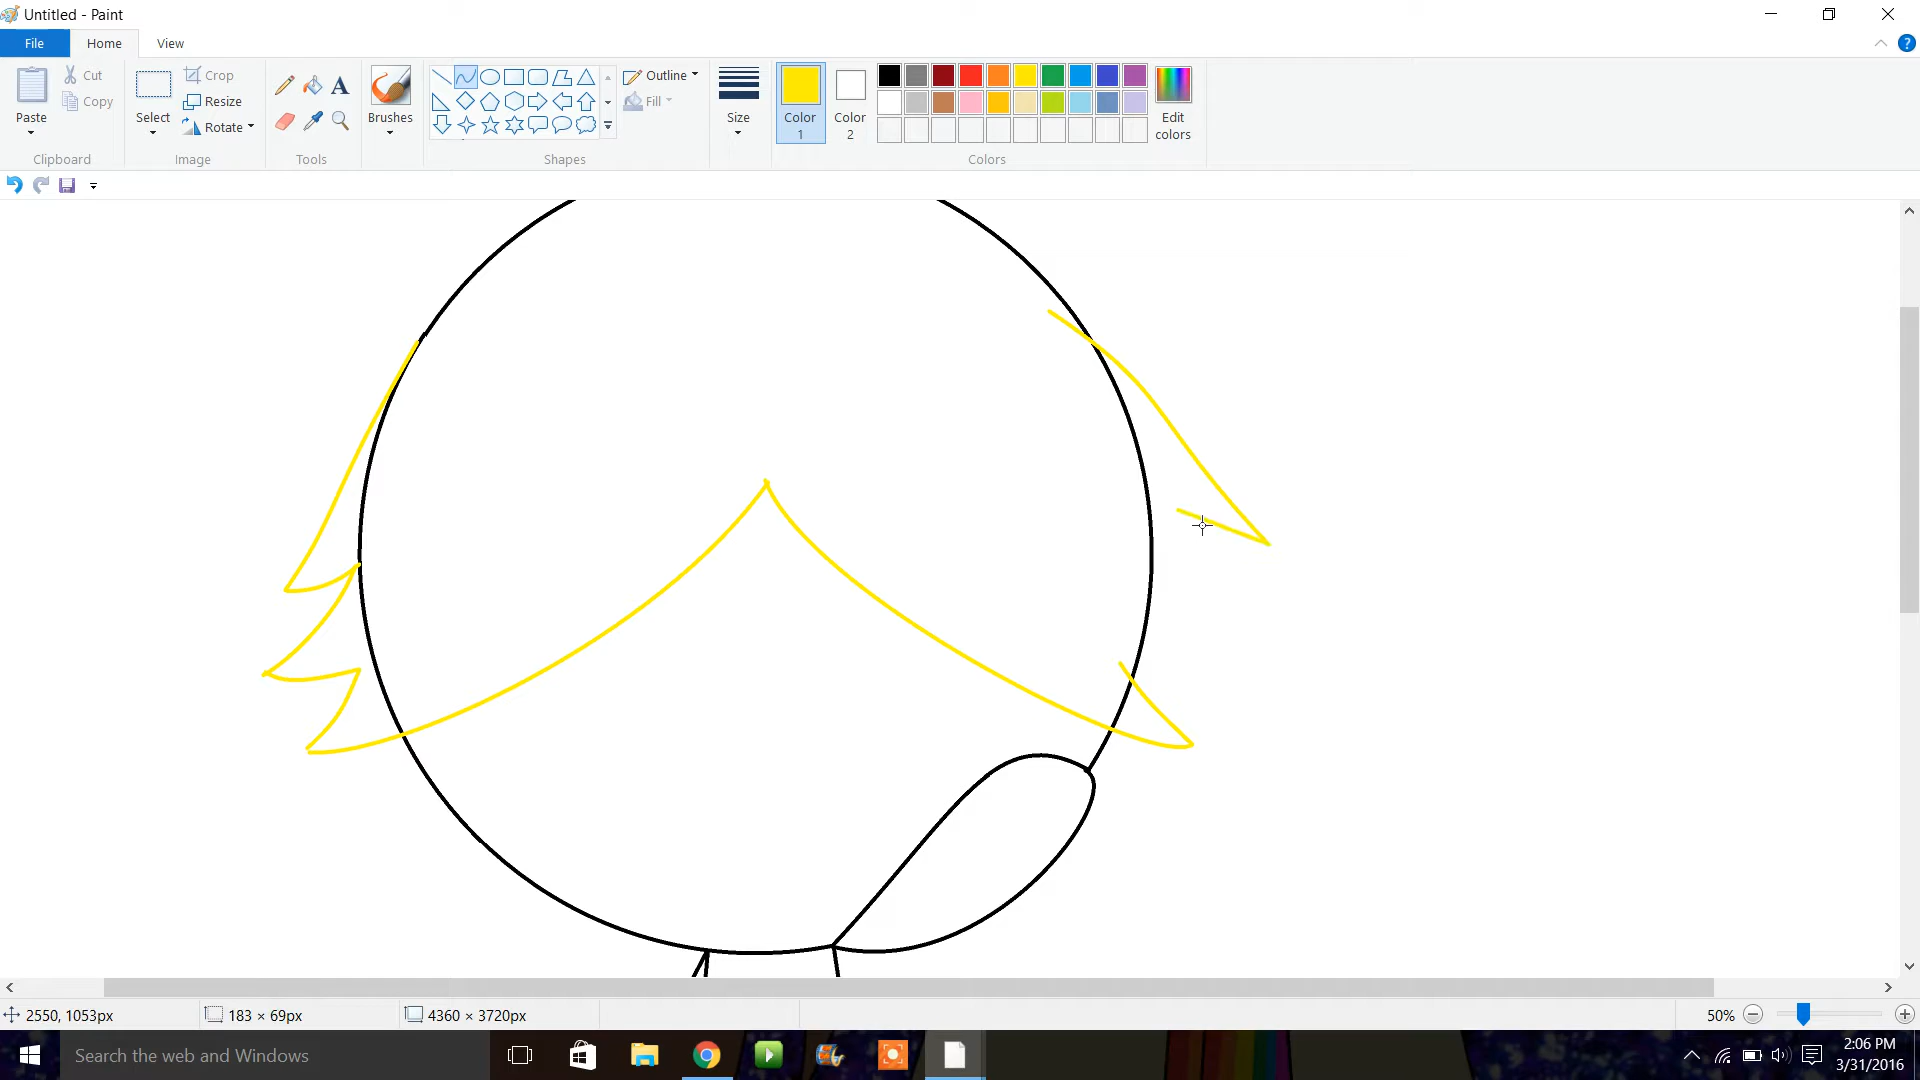 Untitled - Paint
File Home View
Paste
Cut
Copy
Clipboard
Select
Crop
Resize
Rotate
Image
A
Tools
Brushes
Outline
Fill
Shapes
Size
Color
1
Color
2
Edit
colors
Colors
2550, 1053px 183 × 69px 4360 × 3720px 50%
Search the web and Windows
2:06 PM
3/31/2016